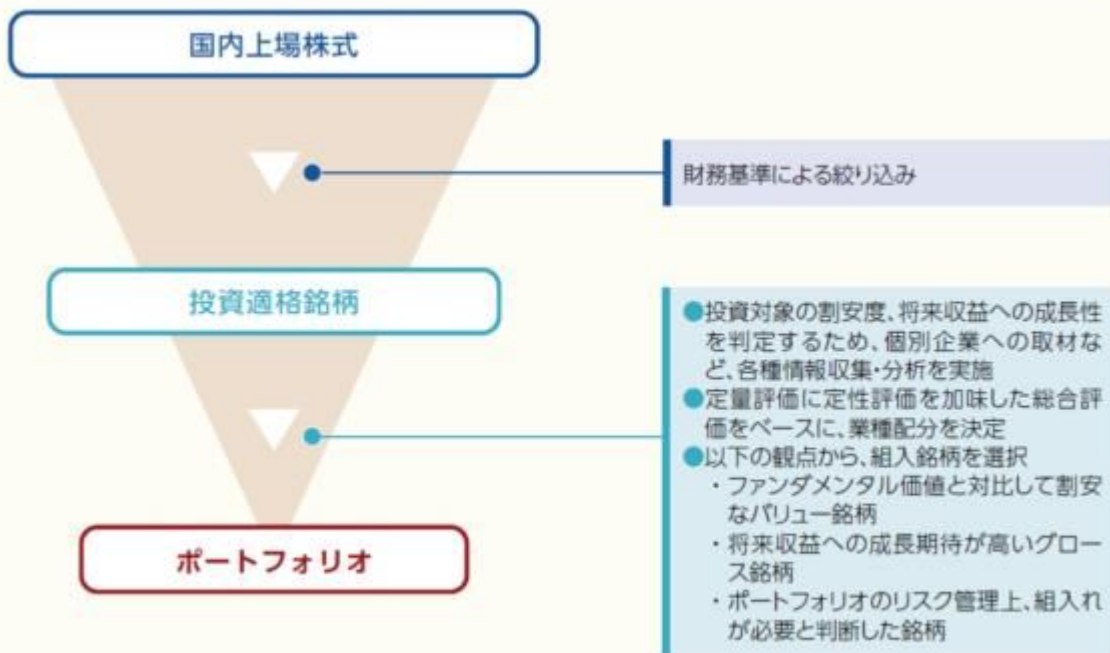 国内上場株式
財務基準による絞り込み
投資適格銘柄
●投資対象の割安度、将来収益への成長性
を判定するため、個別企業への取材な
ど、各種情報収集・分析を実施
●定量評価に定性評価を加味した総合評
価をベースに、業種配分を決定
●以下の観点から、組入銘柄を選択
・ファンダメンタル価値と対比して割安
なバリュー銘柄
・将来収益への成長期待が高いグロー
ス銘柄
・ポートフォリオのリスク管理上、組入れ
が必要と判断した銘柄
ポートフォリオ